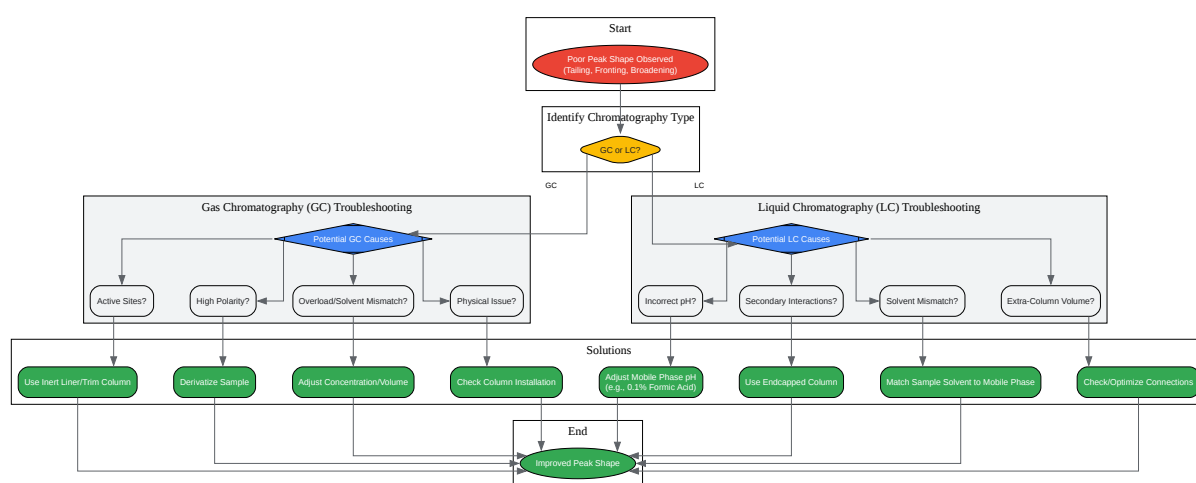 Start
Poor Peak Shape Observed
(Tailing, Fronting, Broadening)
Identify Chromatography Type
GC or LC?
GC
LC
Gas Chromatography (GC) Troubleshooting
Liquid Chromatography (LC) Troubleshooting
Potential GC Causes
Potential LC Causes
Active Sites?
High Polarity?
Overload/Solvent Mismatch?
Physical Issue?
Incorrect pH?
Secondary Interactions?
Solvent Mismatch?
Extra-Column Volume?
Solutions
Use Inert Liner/Trim Column
Derivatize Sample
Adjust Concentration/Volume
Check Column Installation
Adjust Mobile Phase pH
(e.g., 0.1% Formic Acid)
Use Endcapped Column
Match Sample Solvent to Mobile Phase
Check/Optimize Connections
End
Improved Peak Shape